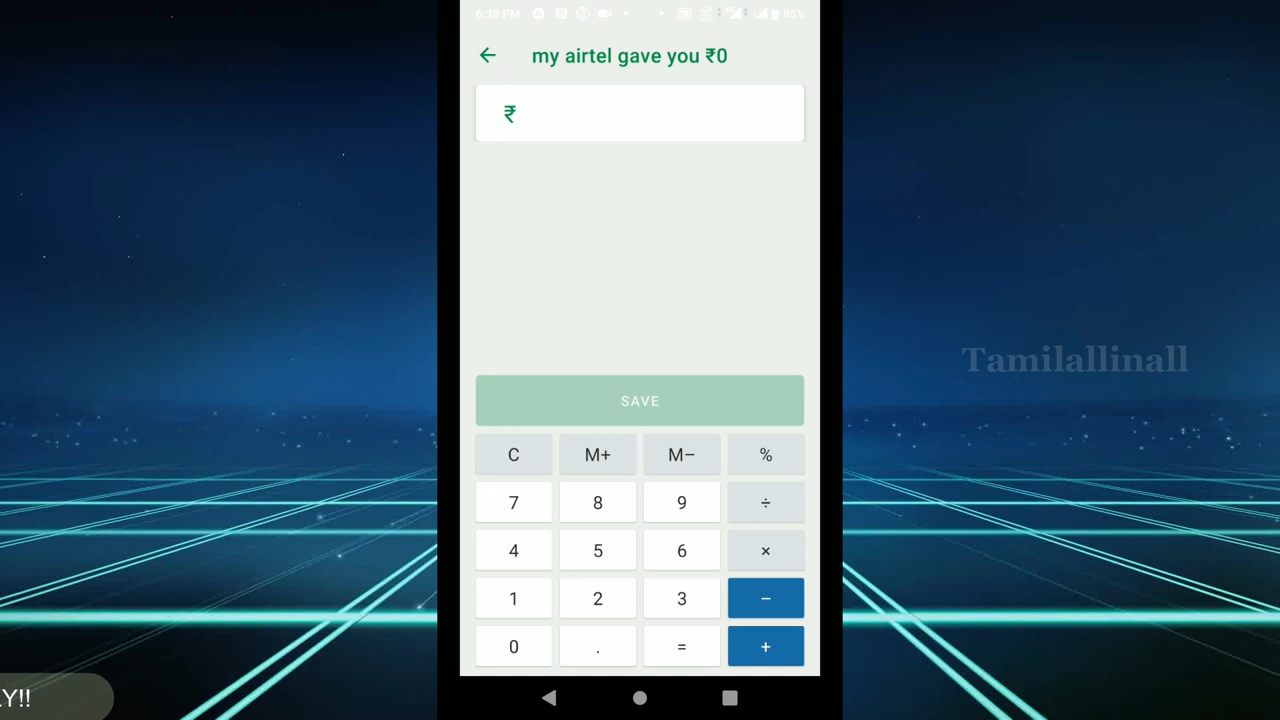 6:38 PM 85%
my airtel gave you ₹0
₹
Tamilallinall
SAVE
C M+ M− %
7 8 9 ÷
4 5 6 ×
1 2 3 −
0 . = +
Y!!